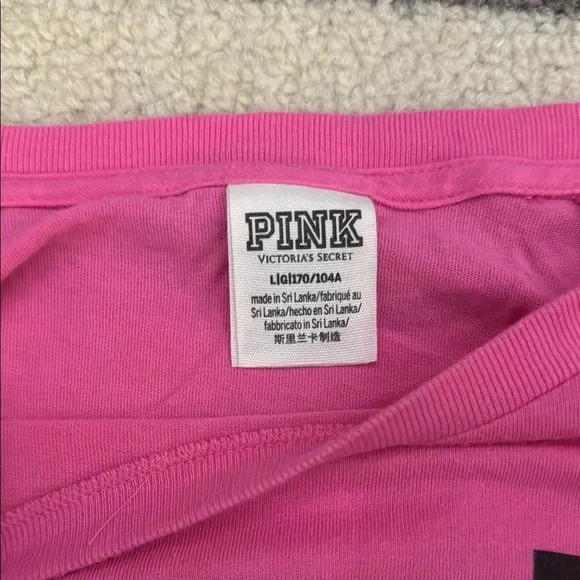 PINK
VICTORIA'S SECRET
L|G|170/104A
made in Sri Lanka/fabriqué au
Sri Lanka/hecho en Sri Lanka/
fabbricato in Sri Lanka/
斯里兰卡制造